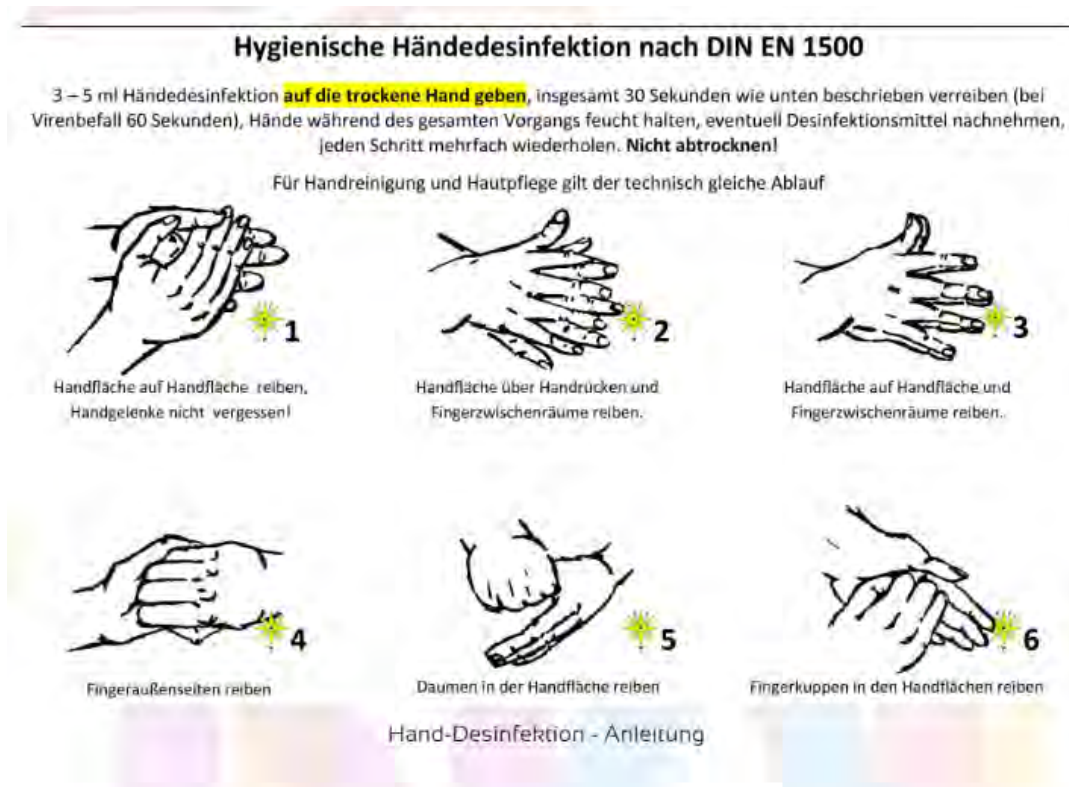 Hygienische Händedesinfektion nach DIN EN 1500
3 – 5 ml Händedesinfektion auf die trockene Hand geben, insgesamt 30 Sekunden wie unten beschrieben verreiben (bei
Virenbefall 60 Sekunden), Hände während des gesamten Vorgangs feucht halten, eventuell Desinfektionsmittel nachnehmen,
jeden Schritt mehrfach wiederholen. Nicht abtrocknen!
Für Handreinigung und Hautpflege gilt der technisch gleiche Ablauf
1
2
3
Handfläche auf Handfläche reiben,
Handgelenke nicht vergessen!
Handfläche über Handrücken und
Fingerzwischenräume reiben.
Handfläche auf Handfläche und
Fingerzwischenräume reiben..
4
5
6
Fingeraußenseiten reiben
Daumen in der Handfläche reiben
Fingerkuppen in den Handflächen reiben
Hand-Desinfektion - Anleitung